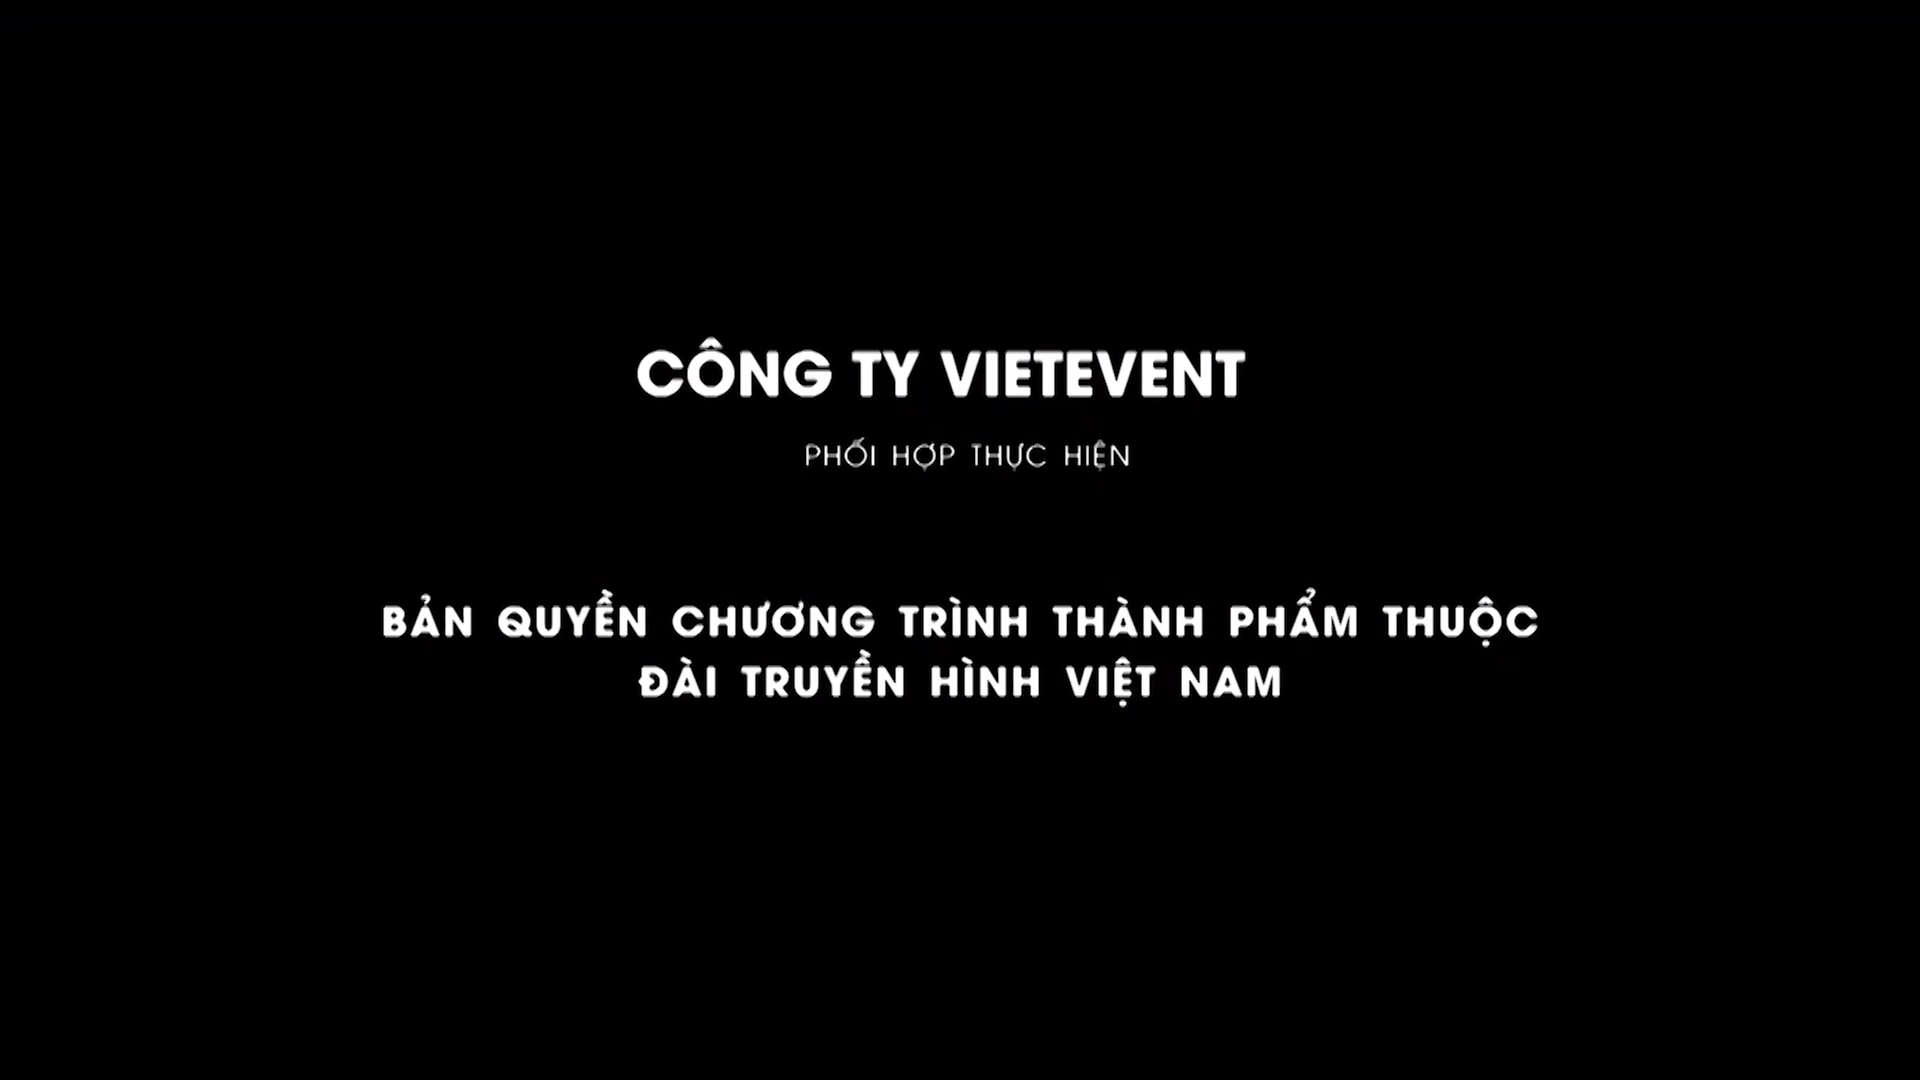 CÔNG TY VIETEVENT
PHỐI HỢP THỰC HIỆN
BẢN QUYỀN CHƯƠNG TRÌNH THÀNH PHẨM THUỘC
ĐÀI TRUYỀN HÌNH VIỆT NAM